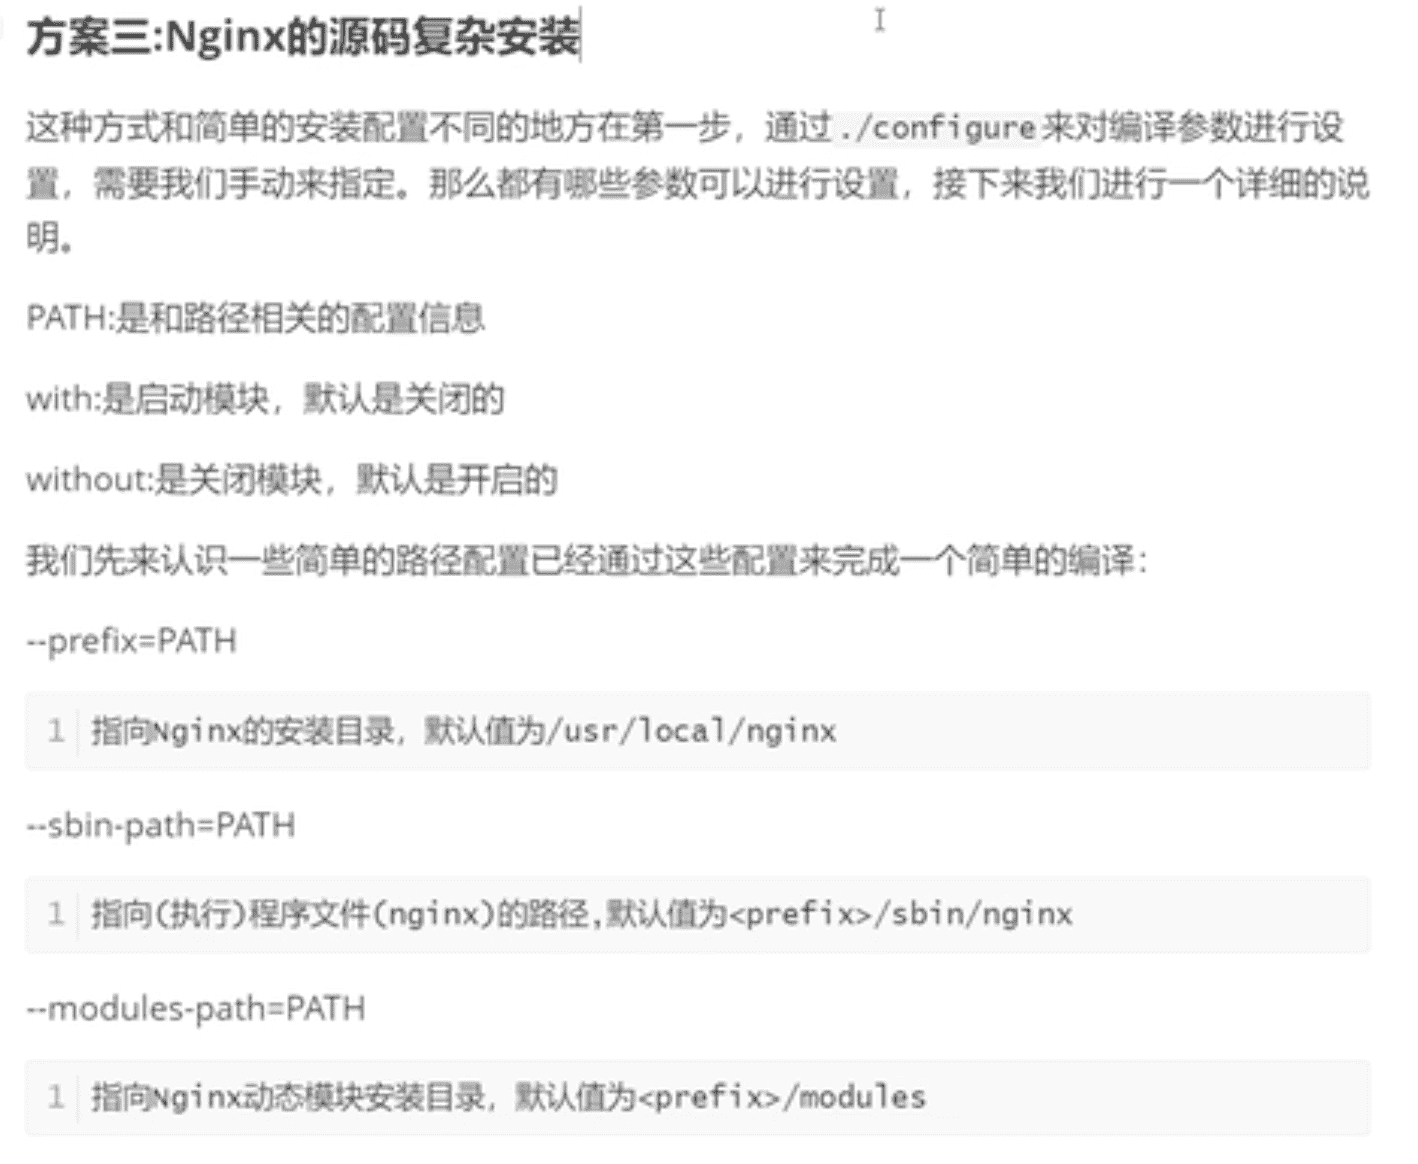 方案三:Nginx的源码复杂安装
这种方式和简单的安装配置不同的地方在第一步，通过./configure来对编译参数进行设
置，需要我们手动来指定。那么都有哪些参数可以进行设置，接下来我们进行一个详细的说
明。
PATH:是和路径相关的配置信息
with:是启动模块，默认是关闭的
without:是关闭模块，默认是开启的
我们先来认识一些简单的路径配置已经通过这些配置来完成一个简单的编译：
--prefix=PATH
1 指向Nginx的安装目录，默认值为/usr/local/nginx
--sbin-path=PATH
1 指向(执行)程序文件(nginx)的路径,默认值为<prefix>/sbin/nginx
--modules-path=PATH
1 指向Nginx动态模块安装目录，默认值为<prefix>/modules